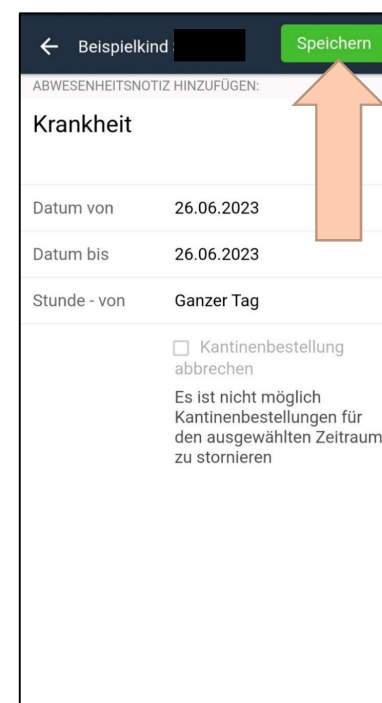 Beispielkind
Speichern
ABWESENHEITSNOTIZ HINZUFÜGEN:
Krankheit
Datum von 26.06.2023
Datum bis 26.06.2023
Stunde - von Ganzer Tag
Kantinenbestellung
abbrechen
Es ist nicht möglich
Kantinenbestellungen für
den ausgewählten Zeitraum
zu stornieren